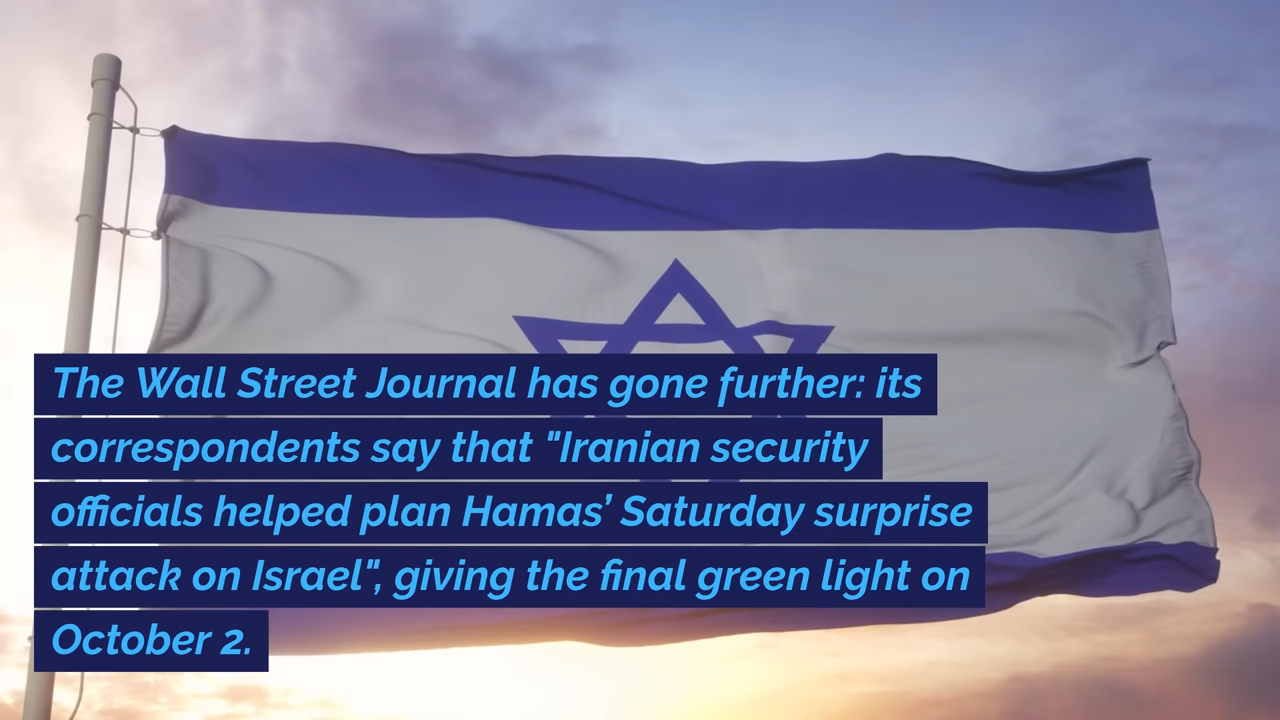 The Wall Street Journal has gone further: its
correspondents say that "Iranian security
officials helped plan Hamas’ Saturday surprise
attack on Israel", giving the final green light on
October 2.